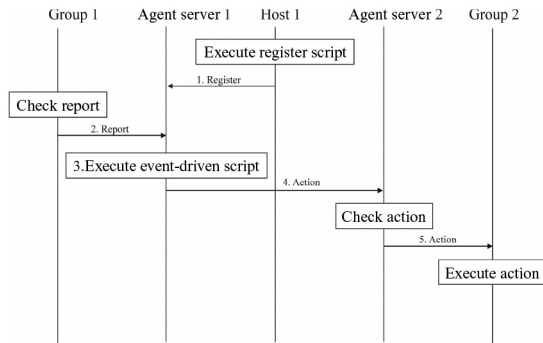 Group 1 Agent server 1 Host 1 Agent server 2 Group 2
Execute register script
1. Register
Check report
2. Report
3.Execute event-driven script
4. Action
Check action
5. Action
Execute action